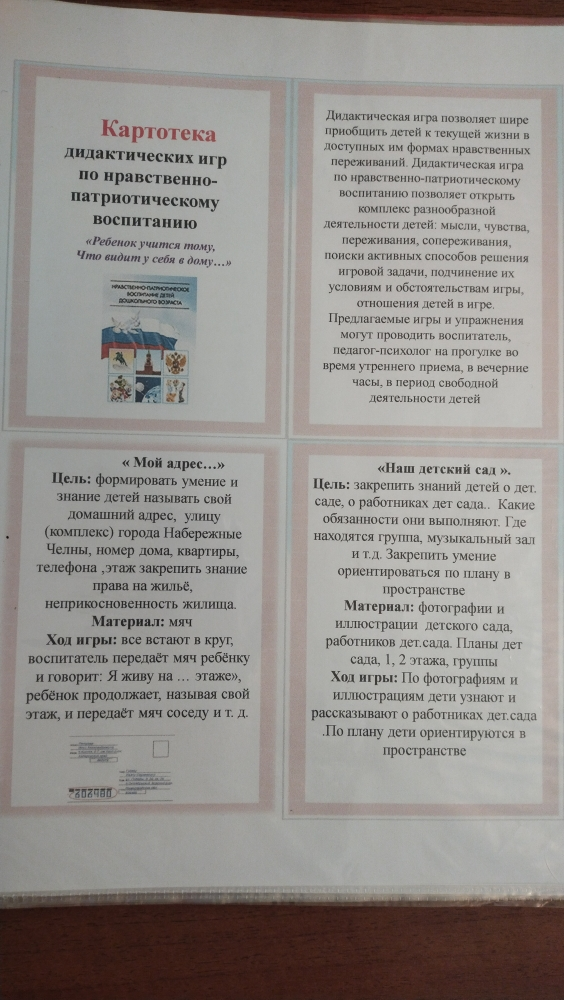 Картотека
дидактических игр
по нравственно-
патриотическому
воспитанию
«Ребенок учится тому,
Что видит у себя в дому…»
НРАВСТВЕННО-ПАТРИОТИЧЕСКОЕ
ВОСПИТАНИЕ ДЕТЕЙ
ДОШКОЛЬНОГО ВОЗРАСТА
Дидактическая игра позволяет шире
приобщить детей к текущей жизни в
доступных им формах нравственных
переживаний. Дидактическая игра
по нравственно-патриотическому
воспитанию позволяет открыть
комплекс разнообразной
деятельности детей: мысли, чувства,
переживания, сопереживания,
поиски активных способов решения
игровой задачи, подчинение их
условиям и обстоятельствам игры,
отношения детей в игре.
Предлагаемые игры и упражнения
могут проводить воспитатель,
педагог-психолог на прогулке во
время утреннего приема, в вечерние
часы, в период свободной
деятельности детей
« Мой адрес…»
Цель: формировать умение и
знание детей называть свой
домашний адрес, улицу
(комплекс) города Набережные
Челны, номер дома, квартиры,
телефона ,этаж закрепить знание
права на жильё,
неприкосновенность жилища.
Материал: мяч
Ход игры: все встают в круг,
воспитатель передаёт мяч ребёнку
и говорит: Я живу на … этаже»,
ребёнок продолжает, называя свой
этаж, и передаёт мяч соседу и т. д.
«Наш детский сад ».
Цель: закрепить знаний детей о дет.
саде, о работниках дет сада.. Какие
обязанности они выполняют. Где
находятся группа, музыкальный зал
и т.д. Закрепить умение
ориентироваться по плану в
пространстве
Материал: фотографии и
иллюстрации детского сада,
работников дет.сада. Планы дет
сада, 1, 2 этажа, группы
Ход игры: По фотографиям и
иллюстрациям дети узнают и
рассказывают о работниках дет.сада
.По плану дети ориентируются в
пространстве